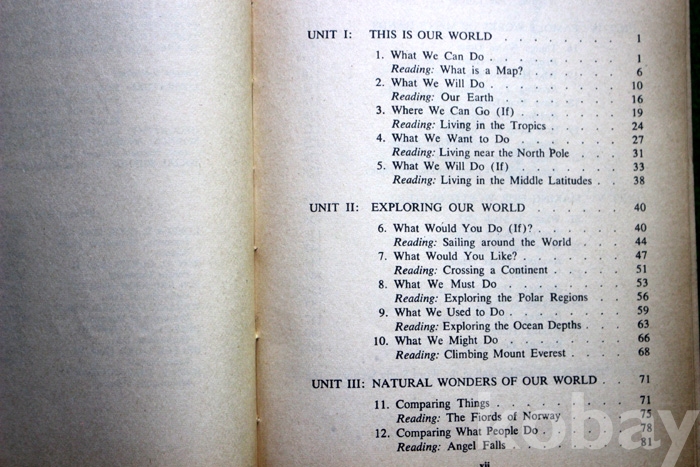 UNIT I: THIS IS OUR WORLD . . . . . . . . 1
1. What We Can Do . . . . . . . . . 1
Reading: What is a Map? . . . . . . 6
2. What We Will Do . . . . . . . . . 10
Reading: Our Earth . . . . . . . . 16
3. Where We Can Go (If) . . . . . . . 19
Reading: Living in the Tropics . . . . . 24
4. What We Want to Do . . . . . . . 27
Reading: Living near the North Pole . . . 31
5. What We Will Do (If) . . . . . . . 33
Reading: Living in the Middle Latitudes . . 38
UNIT II: EXPLORING OUR WORLD . . . . . . 40
6. What Would You Do (If)? . . . . . . 40
Reading: Sailing around the World . . . 44
7. What Would You Like? . . . . . . . 47
Reading: Crossing a Continent . . . . . 51
8. What We Must Do . . . . . . . . 53
Reading: Exploring the Polar Regions . . 56
9. What We Used to Do . . . . . . . . 59
Reading: Exploring the Ocean Depths . . . 63
10. What We Might Do . . . . . . . . 66
Reading: Climbing Mount Everest . . . . 68
UNIT III: NATURAL WONDERS OF OUR WORLD . . 71
11. Comparing Things . . . . . . . . . 71
Reading: The Fiords of Norway . . . . 75
12. Comparing What People Do . . . . . . 78
Reading: Angel Falls . . . . . . . . 81
xii